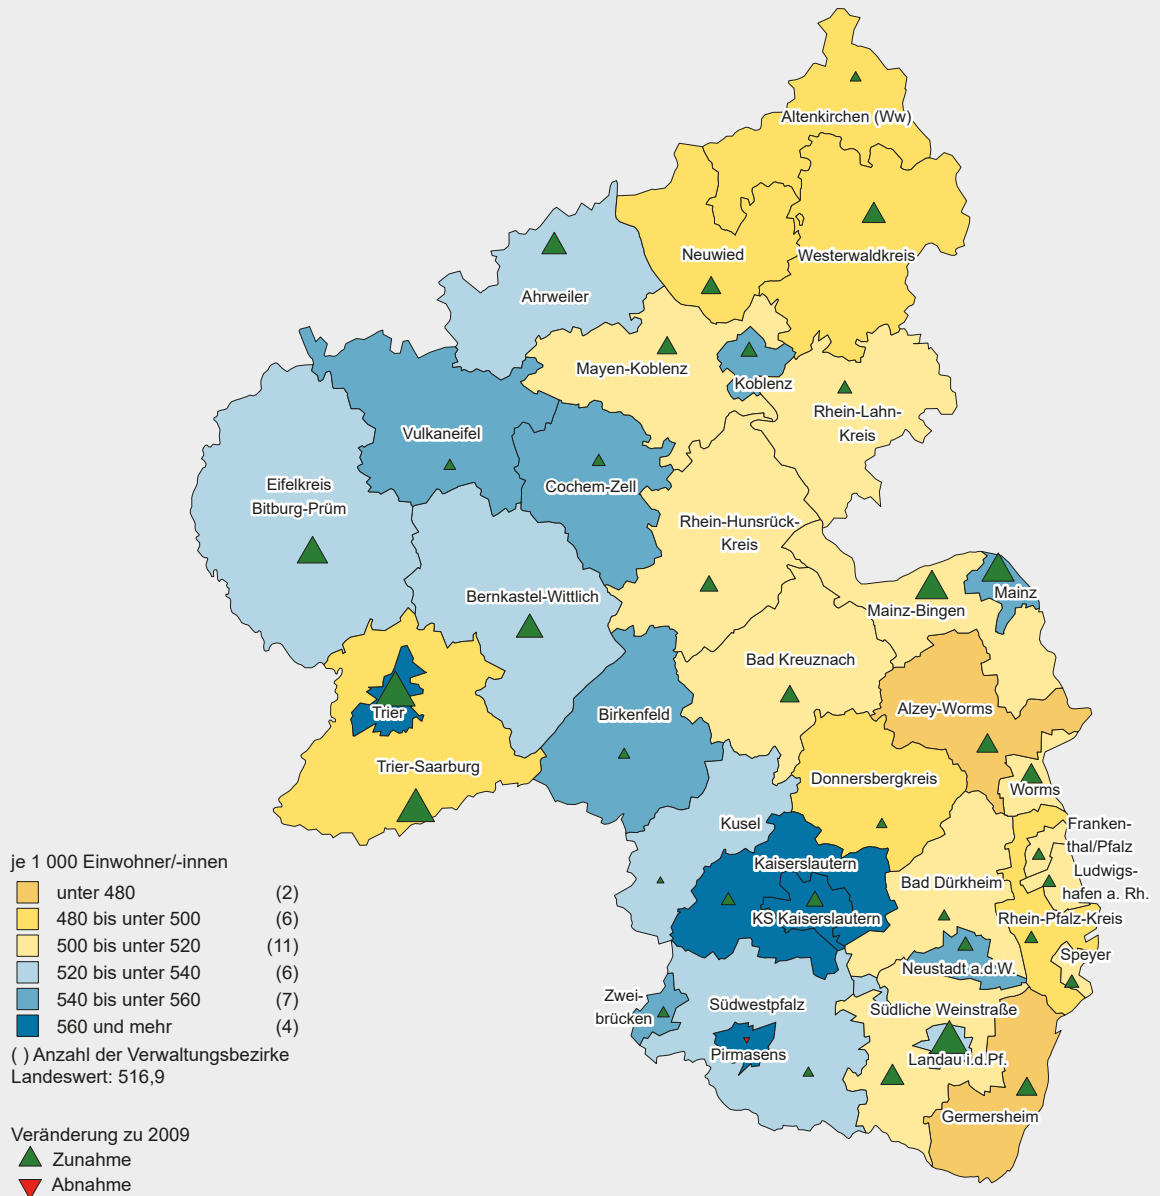 Altenkirchen (Ww)
Neuwied
Westerwaldkreis
Ahrweiler
Mayen-Koblenz
Koblenz
Rhein-Lahn-
Kreis
Vulkaneifel
Cochem-Zell
Eifelkreis
Bitburg-Prüm
Rhein-Hunsrück-
Kreis
Bernkastel-Wittlich
Mainz-Bingen
Mainz
Bad Kreuznach
Alzey-Worms
Birkenfeld
Trier
Trier-Saarburg
Donnersbergkreis
Worms
Kusel
Franken-
thal/Pfalz
Kaiserslautern
Ludwigs-
hafen a. Rh.
Bad Dürkheim
KS Kaiserslautern
Rhein-Pfalz-Kreis
Speyer
Neustadt a.d.W.
Zwei-
brücken
Südwestpfalz
Südliche Weinstraße
Pirmasens
Landau i.d.Pf.
Germersheim
je 1 000 Einwohner/-innen
unter 480 (2)
480 bis unter 500 (6)
500 bis unter 520 (11)
520 bis unter 540 (6)
540 bis unter 560 (7)
560 und mehr (4)
( ) Anzahl der Verwaltungsbezirke
Landeswert: 516,9
Veränderung zu 2009
Zunahme
Abnahme